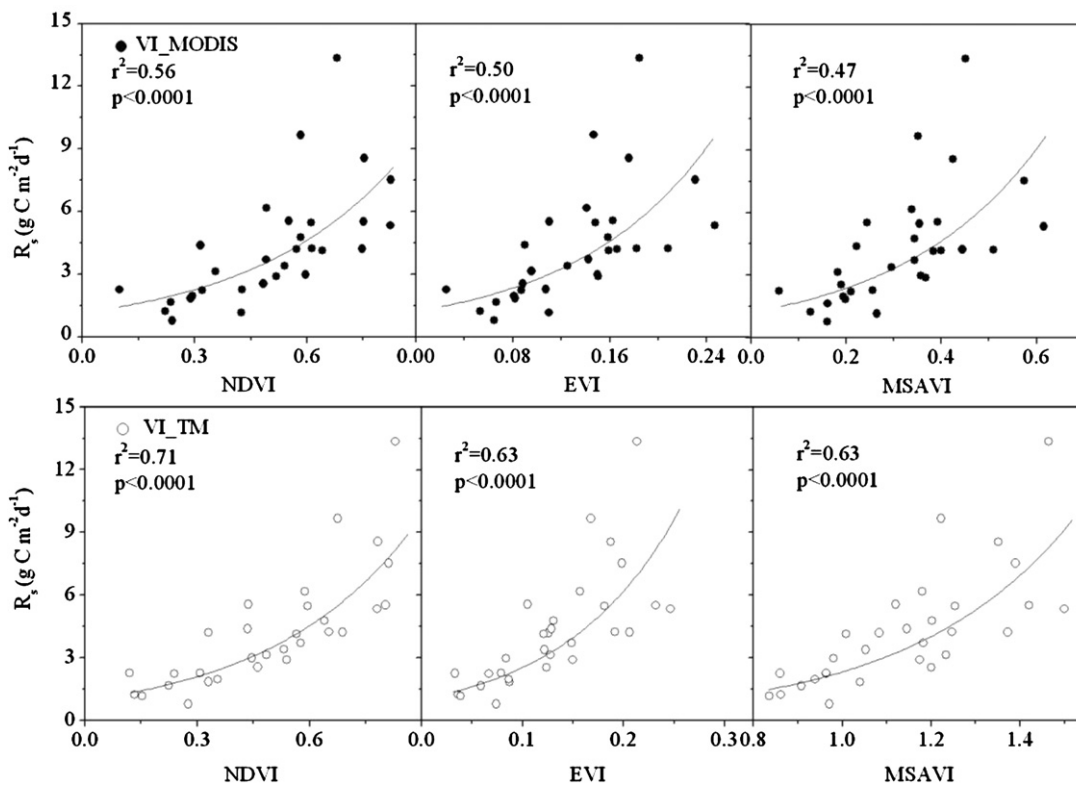 VI_MODIS
r²=0.56
p<0.0001
r²=0.50
p<0.0001
r²=0.47
p<0.0001
15
12
9
6
3
0
Rs (g C m⁻²d⁻¹)
0.0 0.3 0.6 0.00 0.08 0.16 0.24 0.0 0.2 0.4 0.6
NDVI EVI MSAVI
VI_TM
r²=0.71
p<0.0001
r²=0.63
p<0.0001
r²=0.63
p<0.0001
15
12
9
6
3
0
Rs (g C m⁻²d⁻¹)
0.0 0.3 0.6 0.0 0.1 0.2 0.3 0.8 1.0 1.2 1.4
NDVI EVI MSAVI